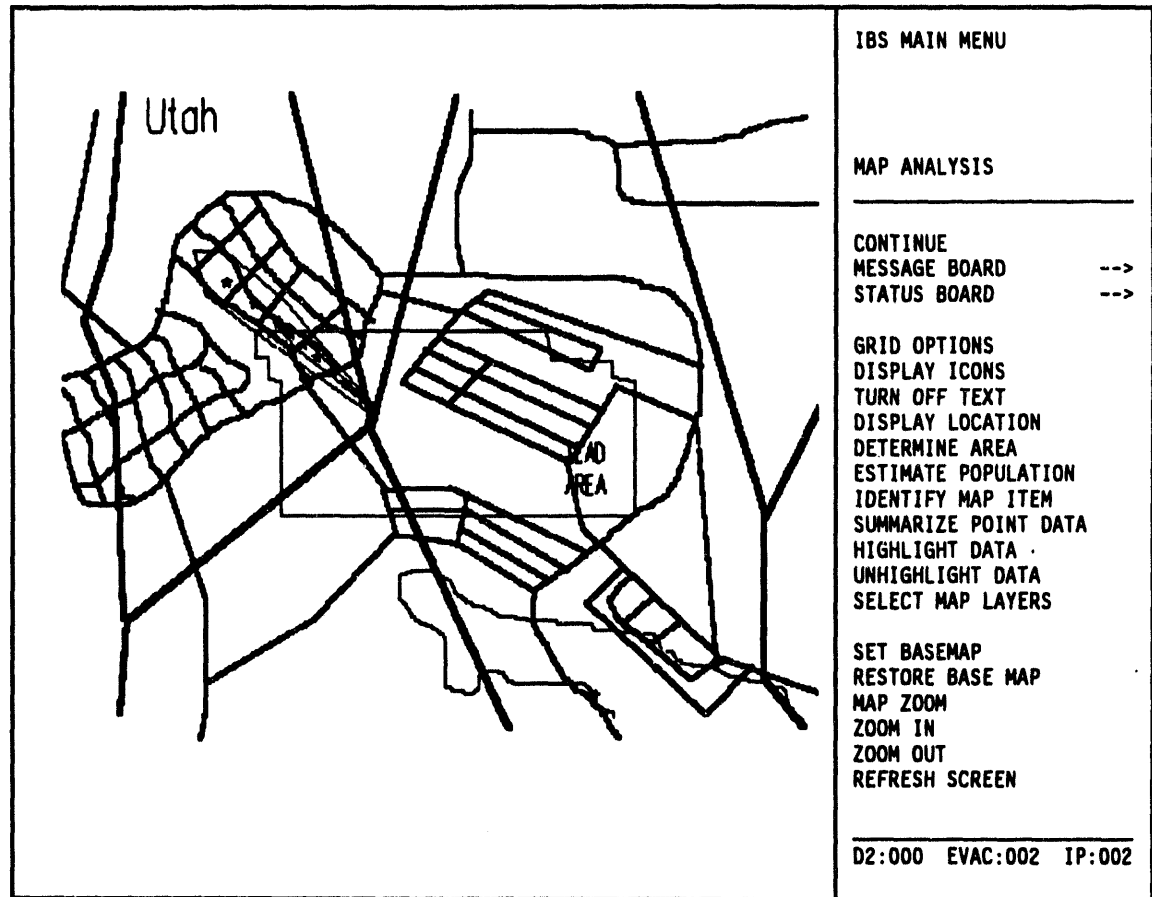 Utah
AREA
IBS MAIN MENU
MAP ANALYSIS
CONTINUE
MESSAGE BOARD -->
STATUS BOARD -->
GRID OPTIONS
DISPLAY ICONS
TURN OFF TEXT
DISPLAY LOCATION
DETERMINE AREA
ESTIMATE POPULATION
IDENTIFY MAP ITEM
SUMMARIZE POINT DATA
HIGHLIGHT DATA
UNHIGHLIGHT DATA
SELECT MAP LAYERS
SET BASEMAP
RESTORE BASE MAP
MAP ZOOM
ZOOM IN
ZOOM OUT
REFRESH SCREEN
D2:000 EVAC:002 IP:002